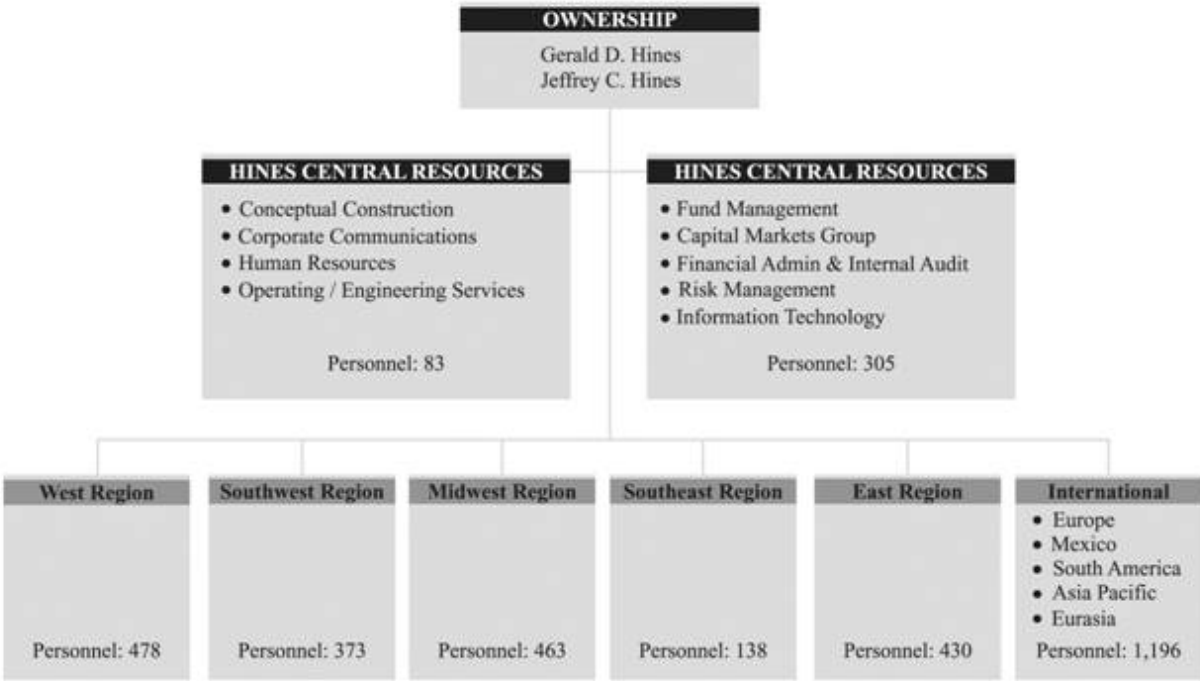 OWNERSHIP
Gerald D. Hines
Jeffrey C. Hines
HINES CENTRAL RESOURCES
• Conceptual Construction
• Corporate Communications
• Human Resources
• Operating / Engineering Services
Personnel: 83
HINES CENTRAL RESOURCES
• Fund Management
• Capital Markets Group
• Financial Admin & Internal Audit
• Risk Management
• Information Technology
Personnel: 305
West Region
Personnel: 478
Southwest Region
Personnel: 373
Midwest Region
Personnel: 463
Southeast Region
Personnel: 138
East Region
Personnel: 430
International
• Europe
• Mexico
• South America
• Asia Pacific
• Eurasia
Personnel: 1,196